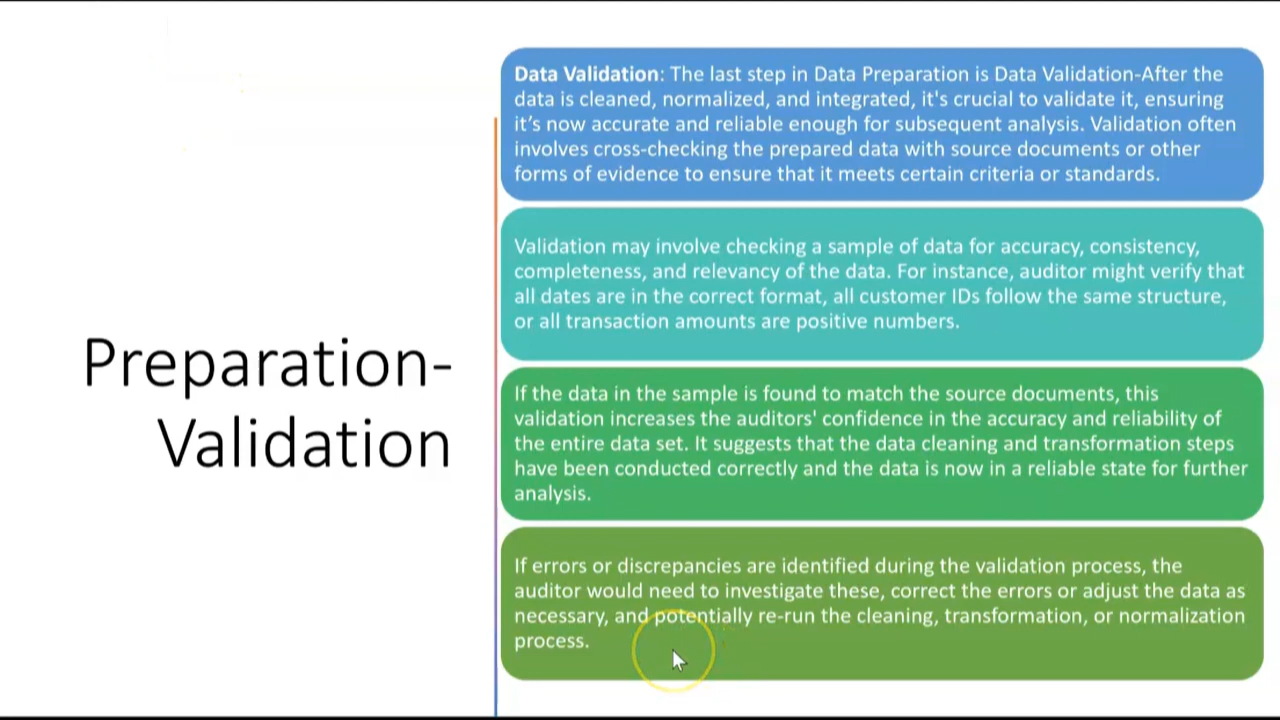 Preparation-
Validation
Data Validation: The last step in Data Preparation is Data Validation-After the
data is cleaned, normalized, and integrated, it's crucial to validate it, ensuring
it’s now accurate and reliable enough for subsequent analysis. Validation often
involves cross-checking the prepared data with source documents or other
forms of evidence to ensure that it meets certain criteria or standards.
Validation may involve checking a sample of data for accuracy, consistency,
completeness, and relevancy of the data. For instance, auditor might verify that
all dates are in the correct format, all customer IDs follow the same structure,
or all transaction amounts are positive numbers.
If the data in the sample is found to match the source documents, this
validation increases the auditors' confidence in the accuracy and reliability of
the entire data set. It suggests that the data cleaning and transformation steps
have been conducted correctly and the data is now in a reliable state for further
analysis.
If errors or discrepancies are identified during the validation process, the
auditor would need to investigate these, correct the errors or adjust the data as
necessary, and potentially re-run the cleaning, transformation, or normalization
process.